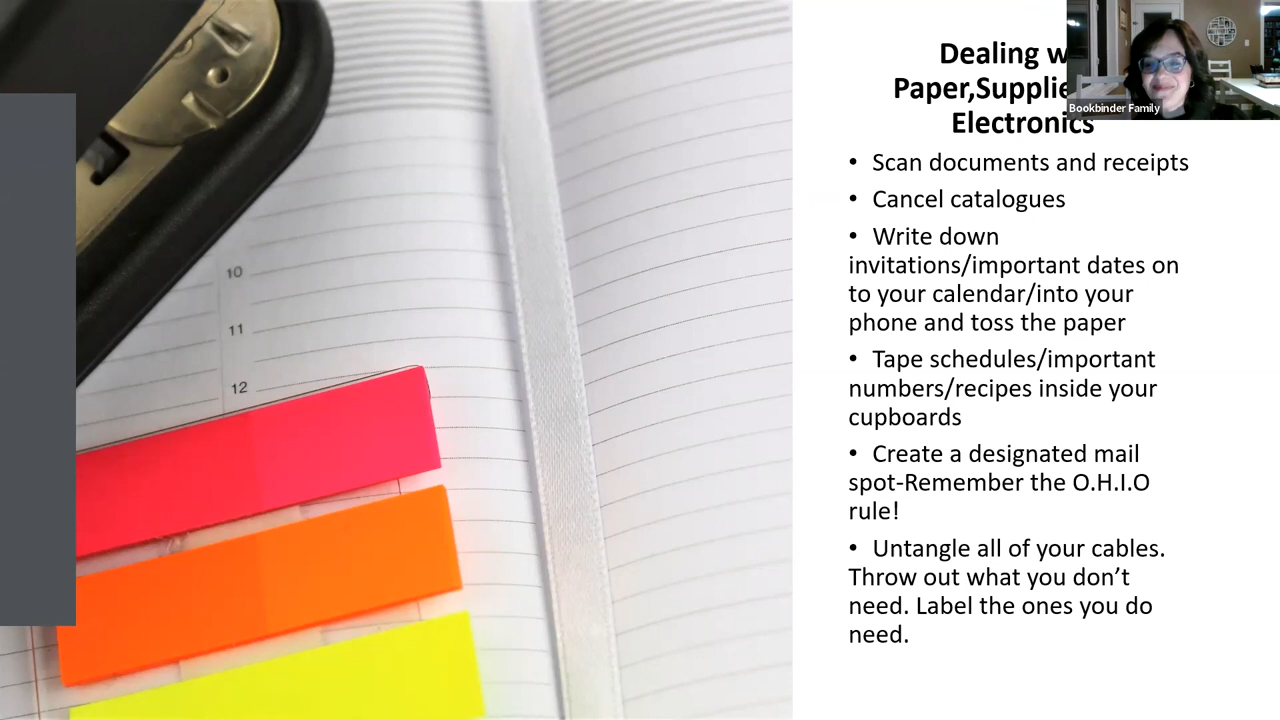 Dealing w
Paper,Supplie
Electronics
• Scan documents and receipts
• Cancel catalogues
• Write down
invitations/important dates on
to your calendar/into your
phone and toss the paper
• Tape schedules/important
numbers/recipes inside your
cupboards
• Create a designated mail
spot-Remember the O.H.I.O
rule!
• Untangle all of your cables.
Throw out what you don’t
need. Label the ones you do
need.
Bookbinder Family
10
11
12